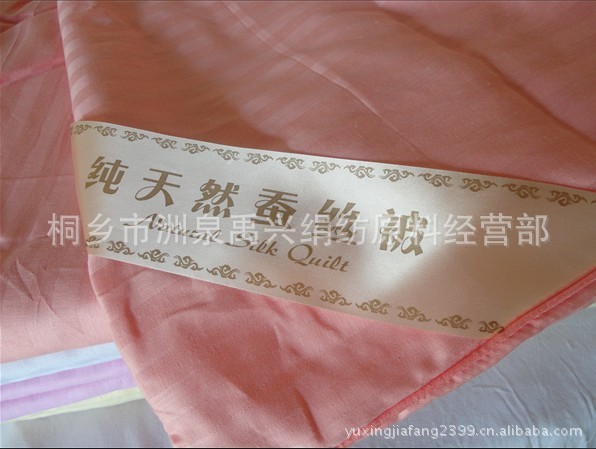 纯天然蚕丝被
桐乡市洲泉禹兴绢纺原料经营部
Nature Silk Quilt
yuxingjiafang2399.cn.alibaba.com